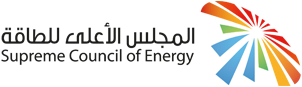 المجلس الأعلى للطاقة
Supreme Council of Energy